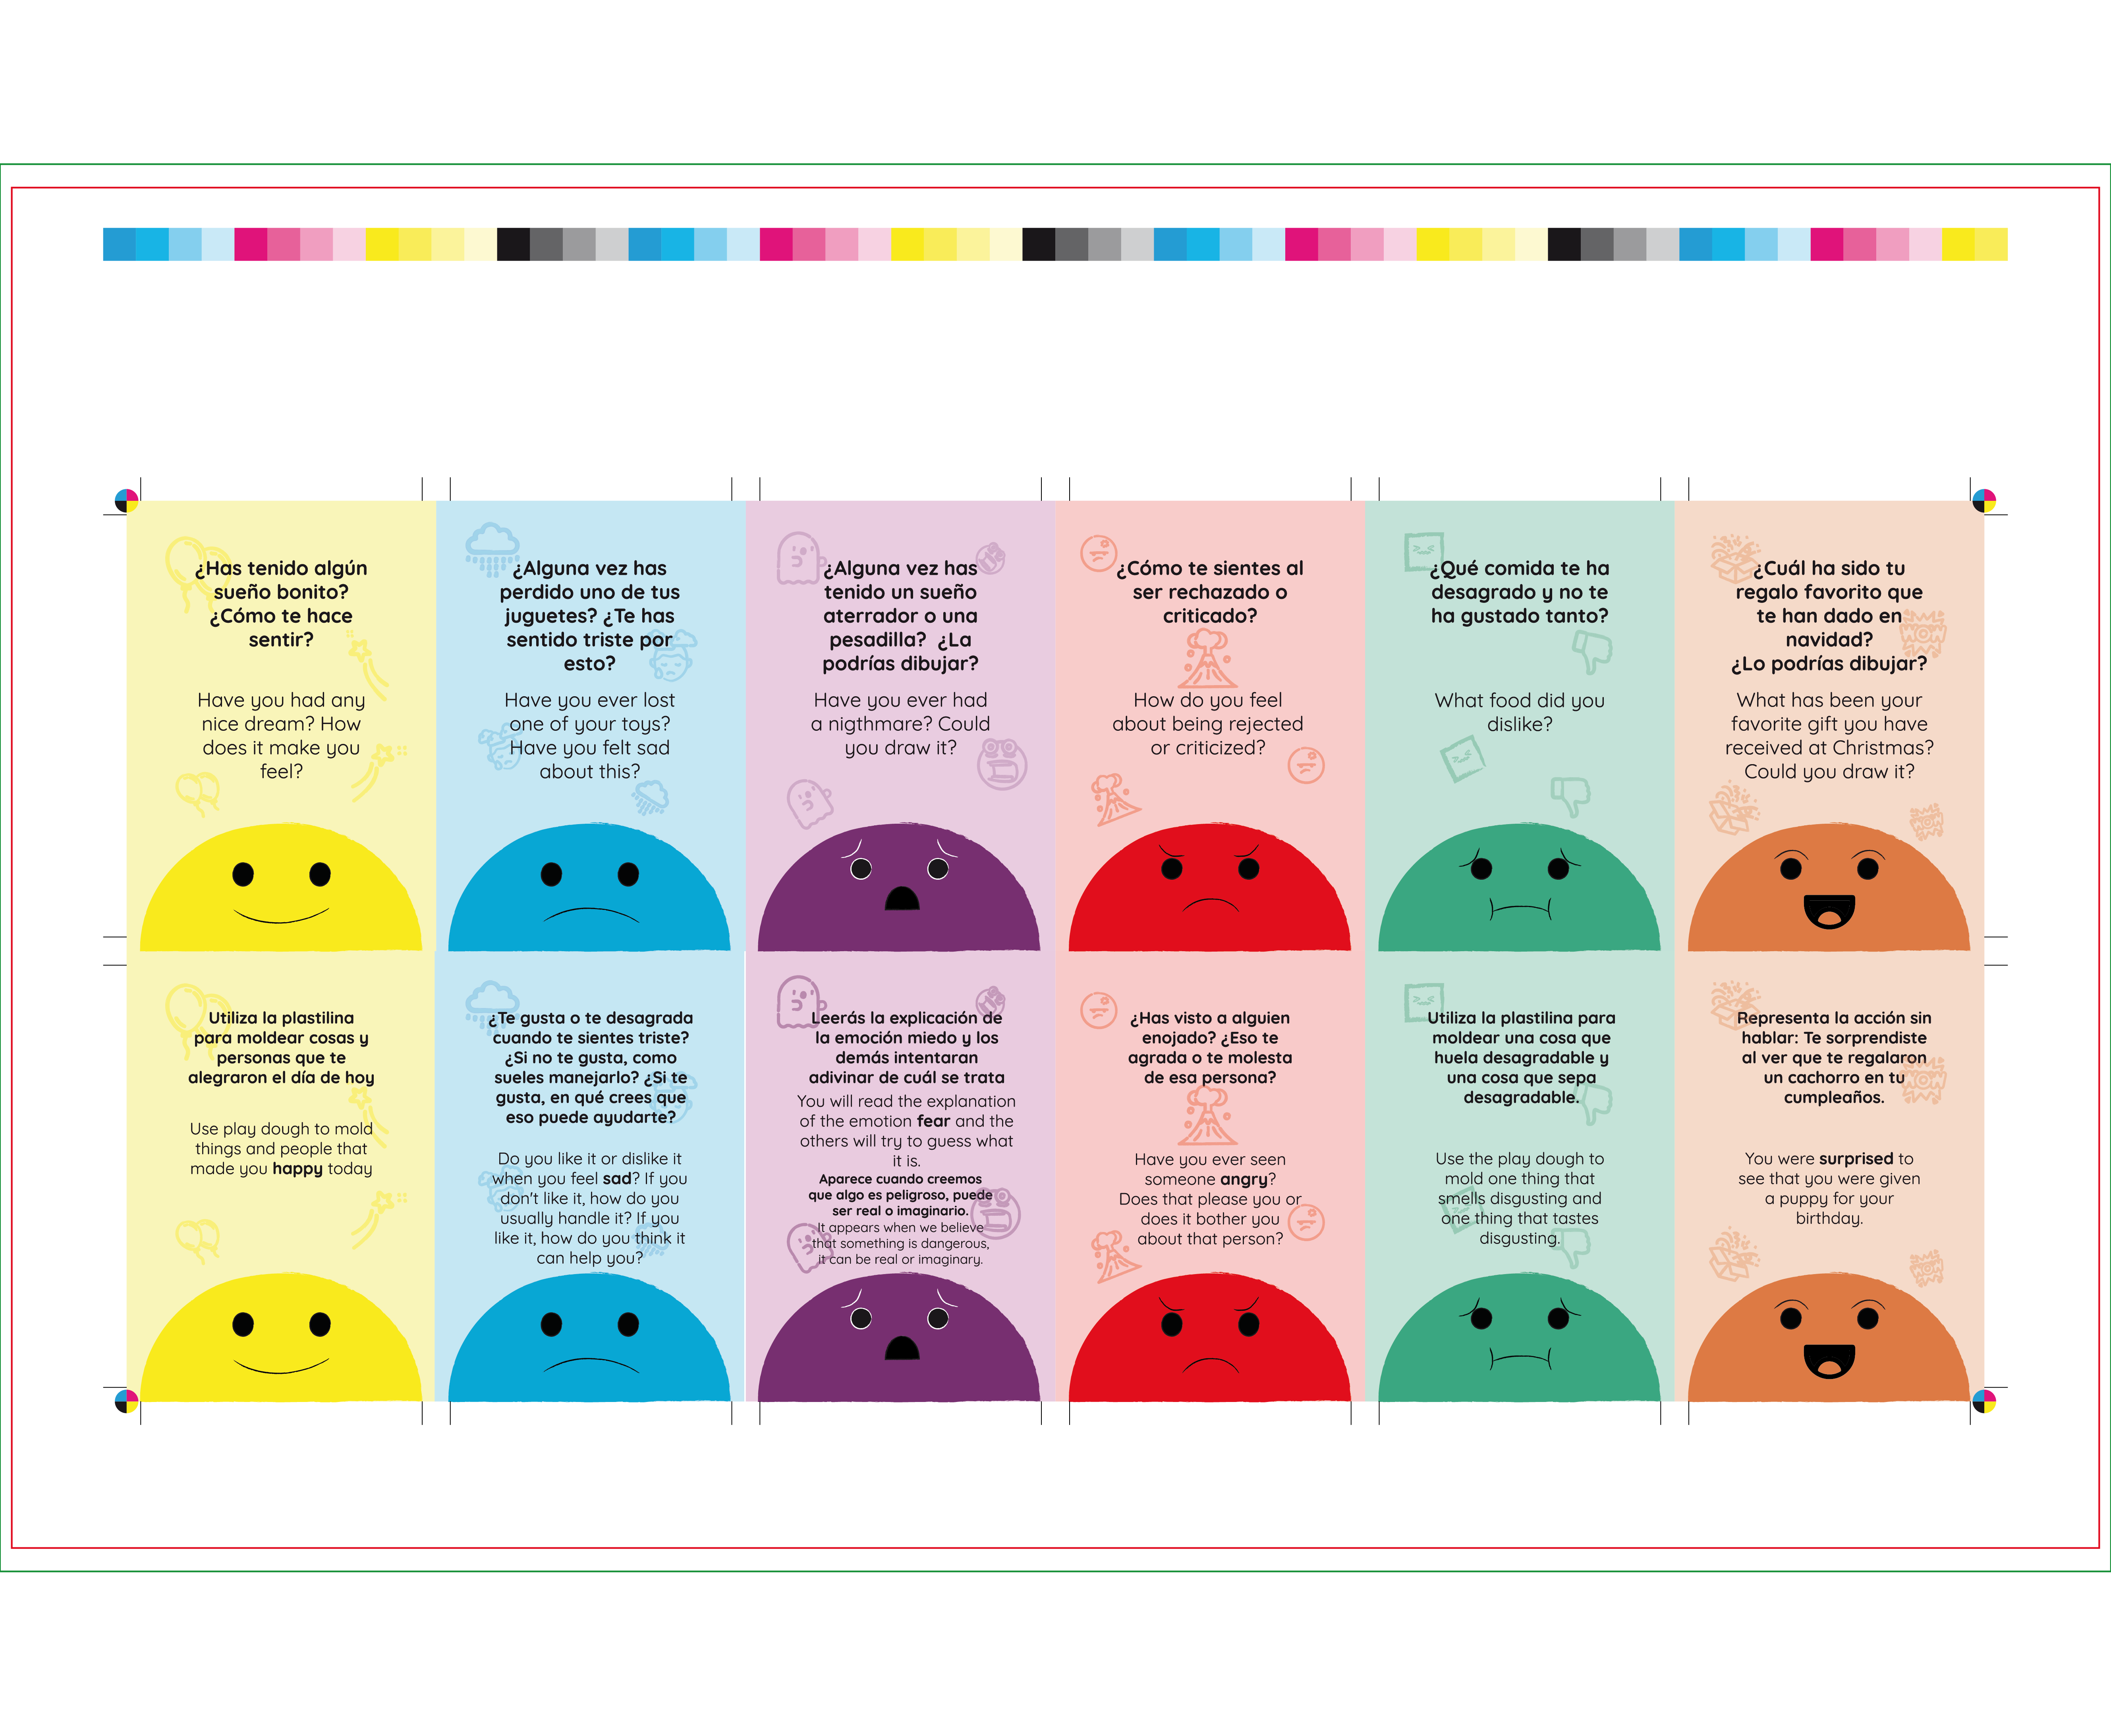 ¿Has tenido algún
sueño bonito?
¿Cómo te hace
sentir?
Have you had any
nice dream? How
does it make you
feel?
¿Alguna vez has
perdido uno de tus
juguetes? ¿Te has
sentido triste por
esto?
Have you ever lost
one of your toys?
Have you felt sad
about this?
¿Alguna vez has
tenido un sueño
aterrador o una
pesadilla? ¿La
podrías dibujar?
Have you ever had
a nigthmare? Could
you draw it?
¿Cómo te sientes al
ser rechazado o
criticado?
How do you feel
about being rejected
or criticized?
¿Qué comida te ha
desagrado y no te
ha gustado tanto?
What food did you
dislike?
¿Cuál ha sido tu
regalo favorito que
te han dado en
navidad?
¿Lo podrías dibujar?
WOW
What has been your
favorite gift you have
received at Christmas?
Could you draw it?
WOW
Utiliza la plastilina
para moldear cosas y
personas que te
alegraron el día de hoy
Use play dough to mold
things and people that
made you happy today
¿Te gusta o te desagrada
cuando te sientes triste?
¿Si no te gusta, como
sueles manejarlo? ¿Si te
gusta, en qué crees que
eso puede ayudarte?
Do you like it or dislike it
when you feel sad? If you
don't like it, how do you
usually handle it? If you
like it, how do you think it
can help you?
Leerás la explicación de
la emoción miedo y los
demás intentaran
adivinar de cuál se trata
You will read the explanation
of the emotion fear and the
others will try to guess what
it is.
Aparece cuando creemos
que algo es peligroso, puede
ser real o imaginario.
It appears when we believe
that something is dangerous,
it can be real or imaginary.
¿Has visto a alguien
enojado? ¿Eso te
agrada o te molesta
de esa persona?
Have you ever seen
someone angry?
Does that please you or
does it bother you
about that person?
Utiliza la plastilina para
moldear una cosa que
huela desagradable y
una cosa que sepa
desagradable.
Use the play dough to
mold one thing that
smells disgusting and
one thing that tastes
disgusting.
Representa la acción sin
hablar: Te sorprendiste
al ver que te regalaron
un cachorro en tu
cumpleaños.
WOW
You were surprised to
see that you were given
a puppy for your
birthday.
WOW